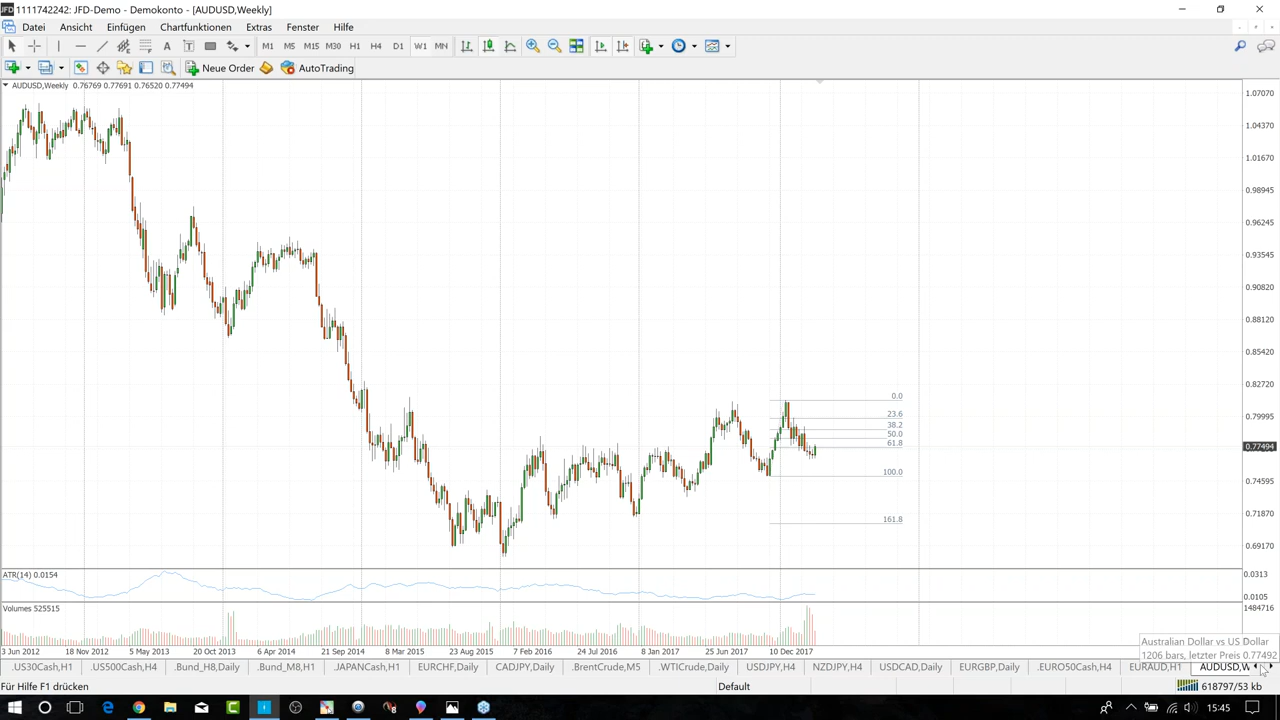 JFD 1111742242: JFD-Demo - Demokonto - [AUDUSD,Weekly]
Datei Ansicht Einfügen Chartfunktionen Extras Fenster Hilfe
A T M1 M5 M15 M30 H1 H4 D1 W1 MN
New Order AutoTrading
AUDUSD,Weekly 0.76769 0.77691 0.76520 0.77494
1.07070
1.04370
1.01670
0.98945
0.96245
0.93545
0.90820
0.88120
0.85420
0.82720
0.0
23.6
0.79995
38.2
50.0
61.8
0.77494
100.0
0.74595
0.71870
161.8
0.69170
ATR(14) 0.0154
0.0313
0.0105
Volumes 525515
1484716
Australian Dollar vs US Dollar
1206 bars, letzter Preis 0.77492
3 Jun 2012 18 Nov 2012 5 May 2013 20 Oct 2013 6 Apr 2014 21 Sep 2014 8 Mar 2015 23 Aug 2015 7 Feb 2016 24 Jul 2016 8 Jan 2017 25 Jun 2017 10 Dec 2017
.US30Cash,H1 .US500Cash,H4 .Bund_H8,Daily .Bund_M8,H1 .JAPANCash,H1 EURCHF,Daily CADJPY,Daily .BrentCrude,M5 .WTICrude,Daily USDJPY,H4 NZDJPY,H4 USDCAD,Daily EURGBP,Daily .EURO50Cash,H4 EURAUD,H1 AUDUSD,W
Für Hilfe F1 drücken Default 618797/53 kb
15:45